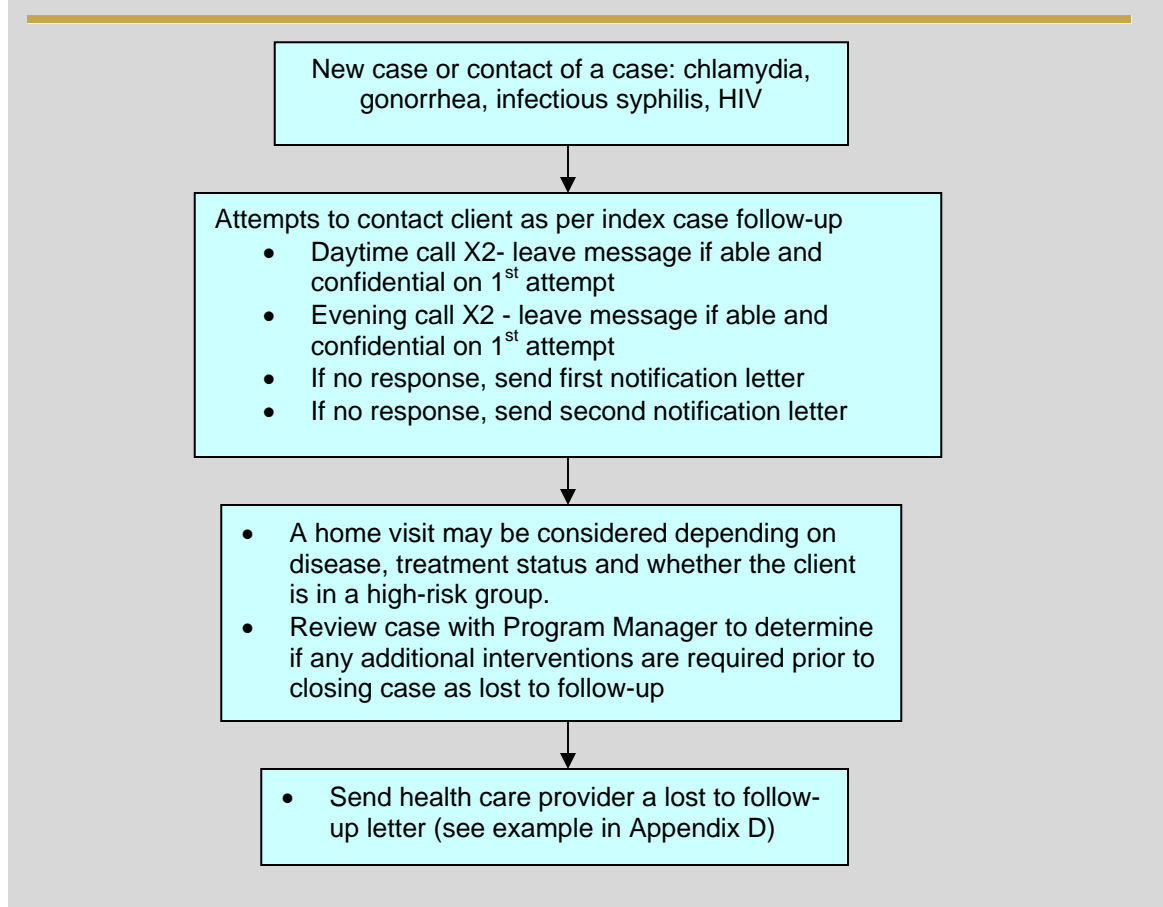 New case or contact of a case: chlamydia,
gonorrhea, infectious syphilis, HIV
Attempts to contact client as per index case follow-up
• Daytime call X2- leave message if able and
confidential on 1st attempt
• Evening call X2 - leave message if able and
confidential on 1st attempt
• If no response, send first notification letter
• If no response, send second notification letter
• A home visit may be considered depending on
disease, treatment status and whether the client
is in a high-risk group.
• Review case with Program Manager to determine
if any additional interventions are required prior to
closing case as lost to follow-up
• Send health care provider a lost to follow-
up letter (see example in Appendix D)